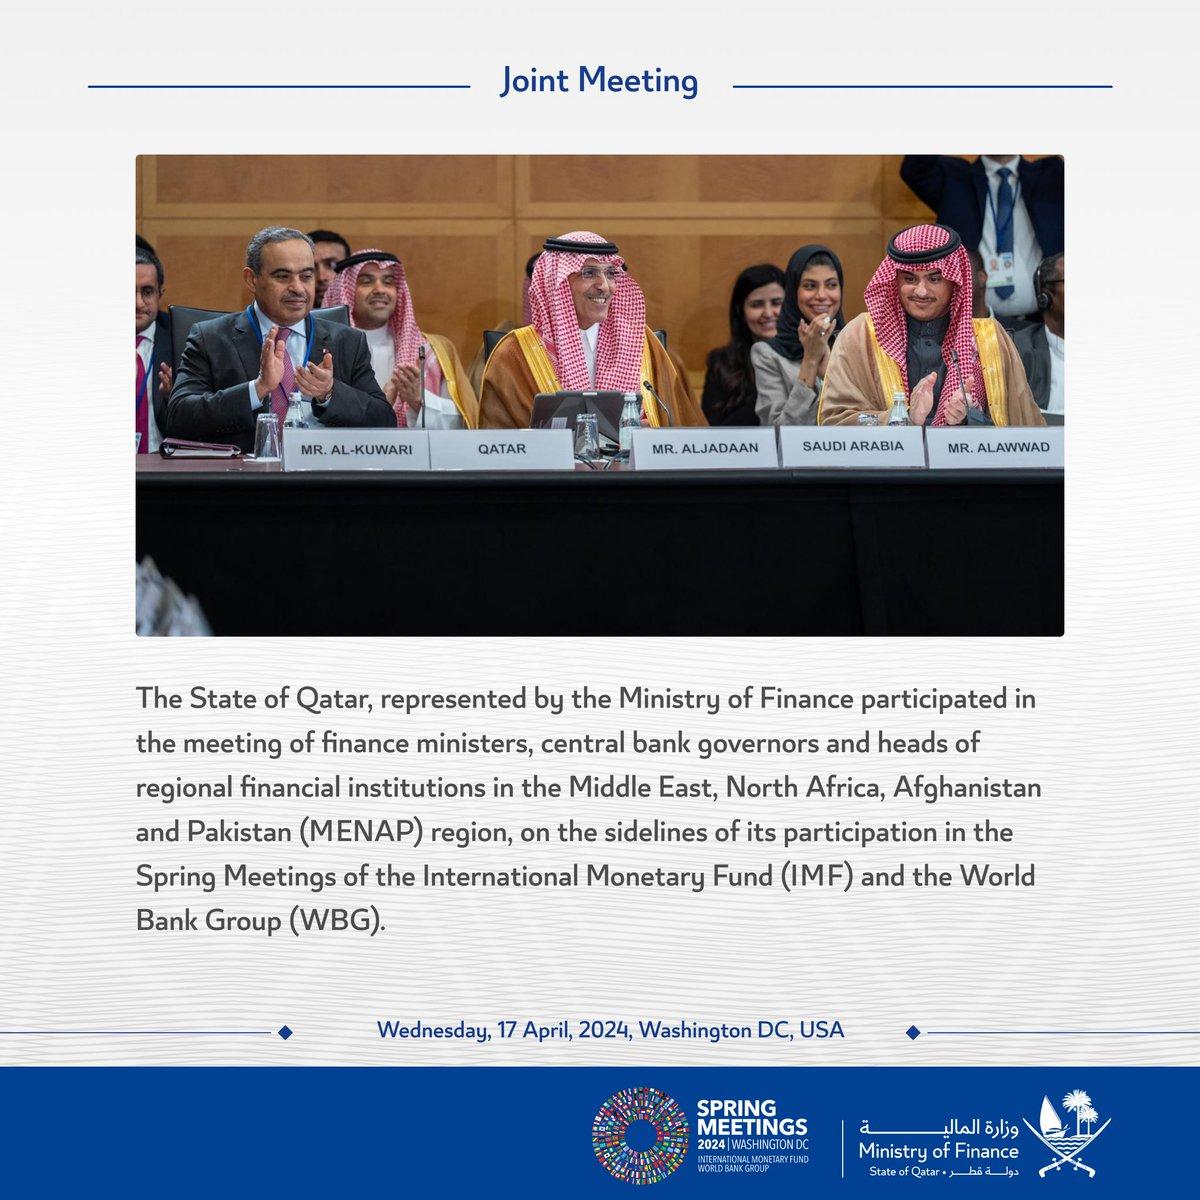 Joint Meeting
MR. AL-KUWARI
QATAR
MR. ALJADAAN
SAUDI ARABIA
MR. ALAWWAD
The State of Qatar, represented by the Ministry of Finance participated in
the meeting of finance ministers, central bank governors and heads of
regional financial institutions in the Middle East, North Africa, Afghanistan
and Pakistan (MENAP) region, on the sidelines of its participation in the
Spring Meetings of the International Monetary Fund (IMF) and the World
Bank Group (WBG).
Wednesday, 17 April, 2024, Washington DC, USA
SPRING
MEETINGS
2024 | WASHINGTON DC
INTERNATIONAL MONETARY FUND
WORLD BANK GROUP
وزارة الماليـــة
Ministry of Finance
State of Qatar • دولـــة قطـــر